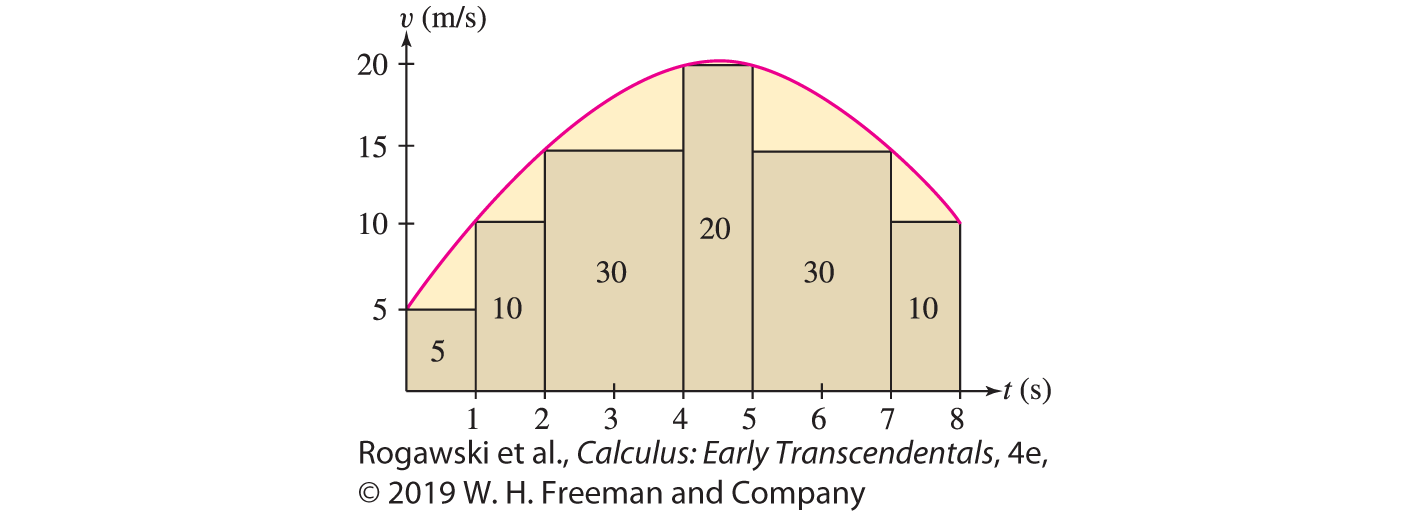 v (m/s)
20
15
10
5
5
10
30
20
30
10
1 2 3 4 5 6 7 8
t (s)
Rogawski et al., Calculus: Early Transcendentals, 4e,
© 2019 W. H. Freeman and Company